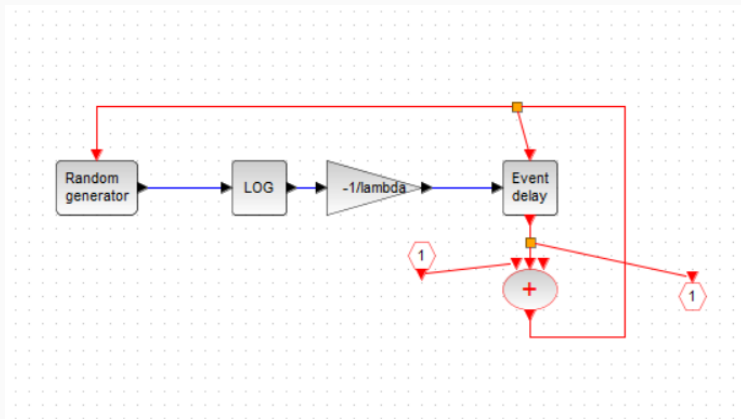 Random
generator
LOG
-1/lambda
Event
delay
1
+
1